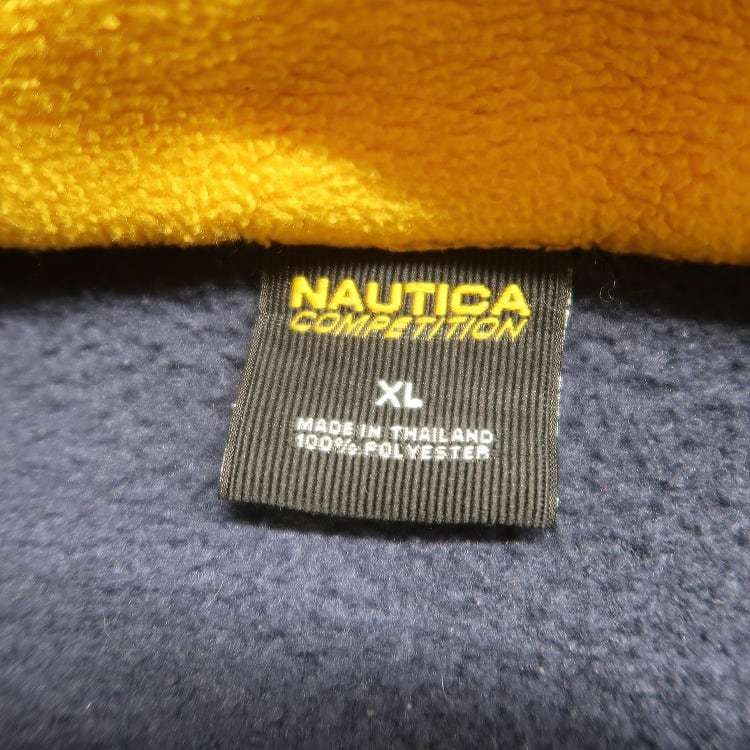 NAUTICA
COMPETITION
XL
MADE IN THAILAND
100% POLYESTER